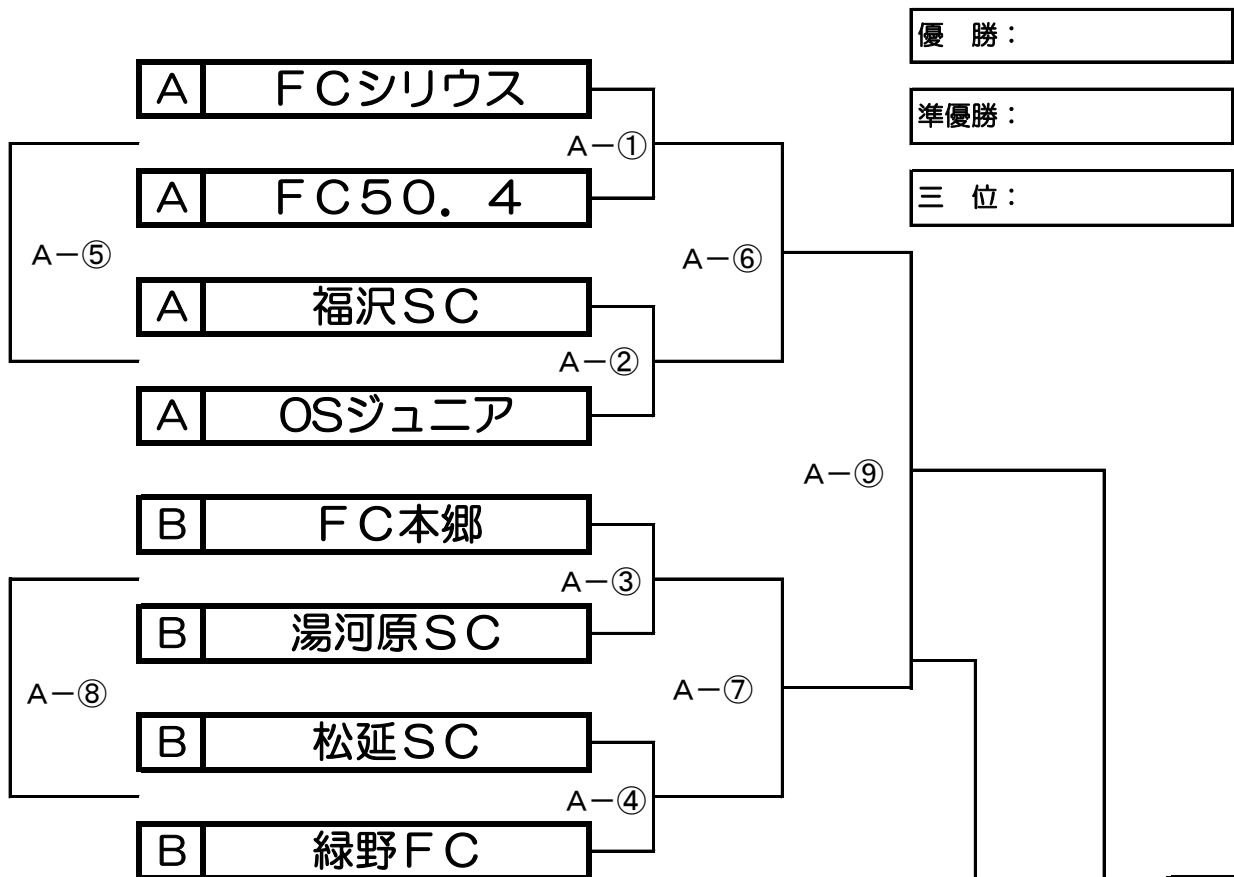 優　勝：
A ＦＣシリウス
準優勝：
A－①
A ＦＣ５０．４
三　位：
A－⑤
A－⑥
A 福沢ＳＣ
A－②
A OSジュニア
A－⑨
B ＦＣ本郷
A－③
B 湯河原ＳＣ
A－⑧
A－⑦
B 松延ＳＣ
A－④
B 緑野ＦＣ